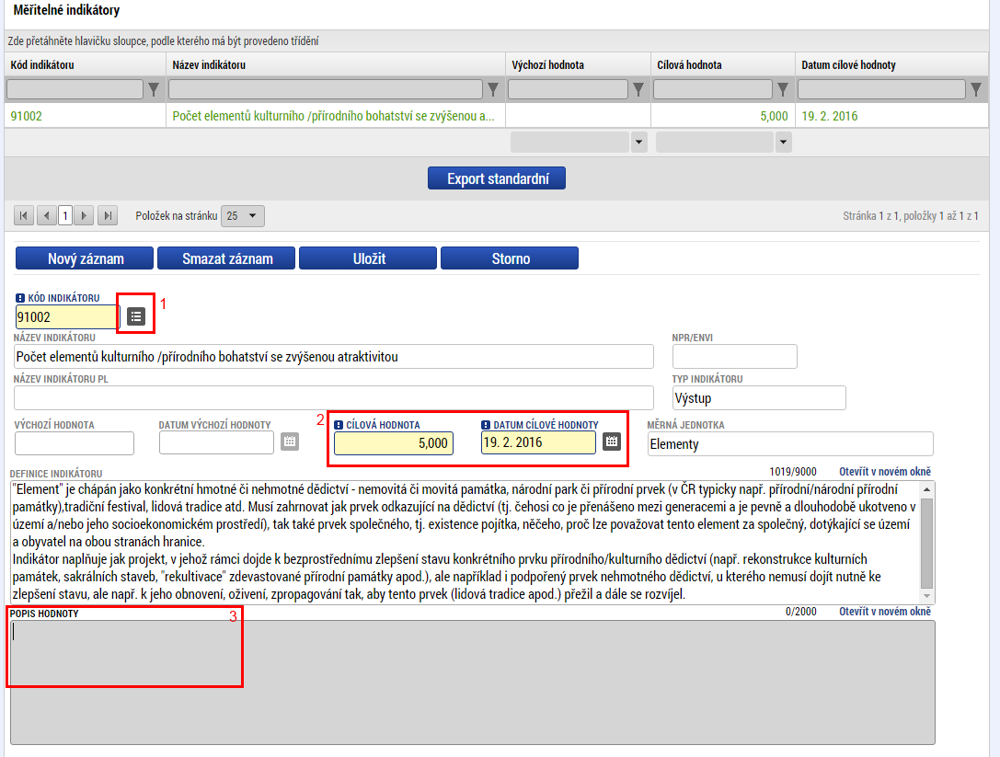 Měřitelné indikátory
Zde přetáhněte hlavičku sloupce, podle kterého má být provedeno třídění
Kód indikátoru Název indikátoru Výchozí hodnota Cílová hodnota Datum cílové hodnoty
91002 Počet elementů kulturního /přírodního bohatství se zvýšenou a... 5,000 19. 2. 2016
Export standardní
1 Položek na stránku 25 Stránka 1 z 1, položky 1 až 1 z 1
Nový záznam Smazat záznam Uložit Storno
KÓD INDIKÁTORU 1
91002
NÁZEV INDIKÁTORU NPR/ENVI
Počet elementů kulturního /přírodního bohatství se zvýšenou atraktivitou
NÁZEV INDIKÁTORU PL TYP INDIKÁTORU
Výstup
VÝCHOZÍ HODNOTA DATUM VÝCHOZÍ HODNOTY 2 CÍLOVÁ HODNOTA DATUM CÍLOVÉ HODNOTY MĚRNÁ JEDNOTKA
5,000 19. 2. 2016 Elementy
DEFINICE INDIKÁTORU 1019/9000 Otevřít v novém okně
"Element" je chápán jako konkrétní hmotné či nehmotné dědictví - nemovitá či movitá památka, národní park či přírodní prvek (v ČR typicky např. přírodní/národní přírodní
památky),tradiční festival, lidová tradice atd. Musí zahrnovat jak prvek odkazující na dědictví (tj. čehosi co je přenášeno mezi generacemi a je pevně a dlouhodobě ukotveno v
území a/nebo jeho socioekonomickém prostředí), tak také prvek společného, tj. existence pojítka, něčeho, proč lze považovat tento element za společný, dotýkající se území
a obyvatel na obou stranách hranice.
Indikátor naplňuje jak projekt, v jehož rámci dojde k bezprostřednímu zlepšení stavu konkrétního prvku přírodního/kulturního dědictví (např. rekonstrukce kulturních
památek, sakrálních staveb, "rekultivace" zdevastované přírodní památky apod.), ale například i podpořený prvek nehmotného dědictví, u kterého nemusí dojít nutně ke
zlepšení stavu, ale např. k jeho obnovení, oživení, zpropagování tak, aby tento prvek (lidová tradice apod.) přežil a dále se rozvíjel.
POPIS HODNOTY 3 0/2000 Otevřít v novém okně